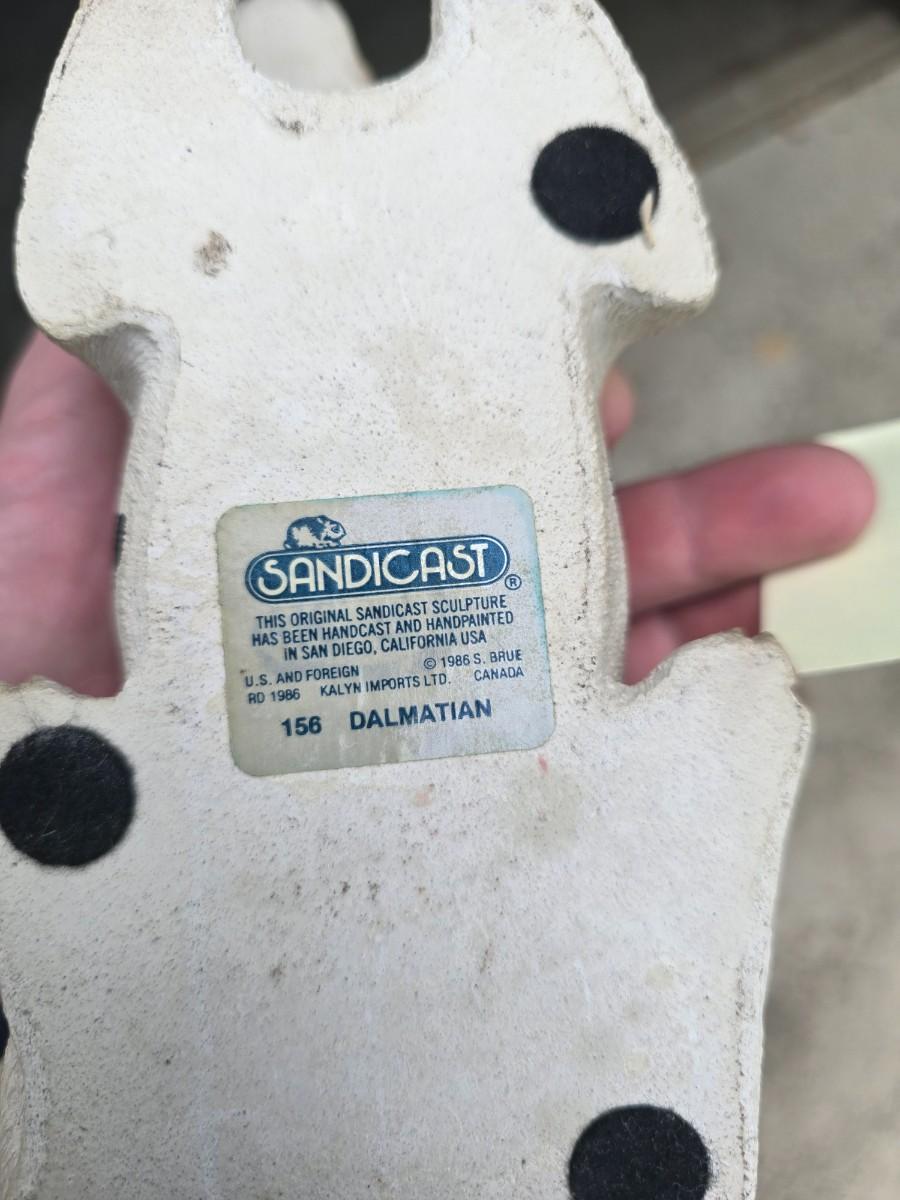 SANDICAST ®
THIS ORIGINAL SANDICAST SCULPTURE
HAS BEEN HANDCAST AND HANDPAINTED
IN SAN DIEGO, CALIFORNIA USA
U.S. AND FOREIGN © 1986 S. BRUE
RD 1986 KALYN IMPORTS LTD. CANADA
156 DALMATIAN